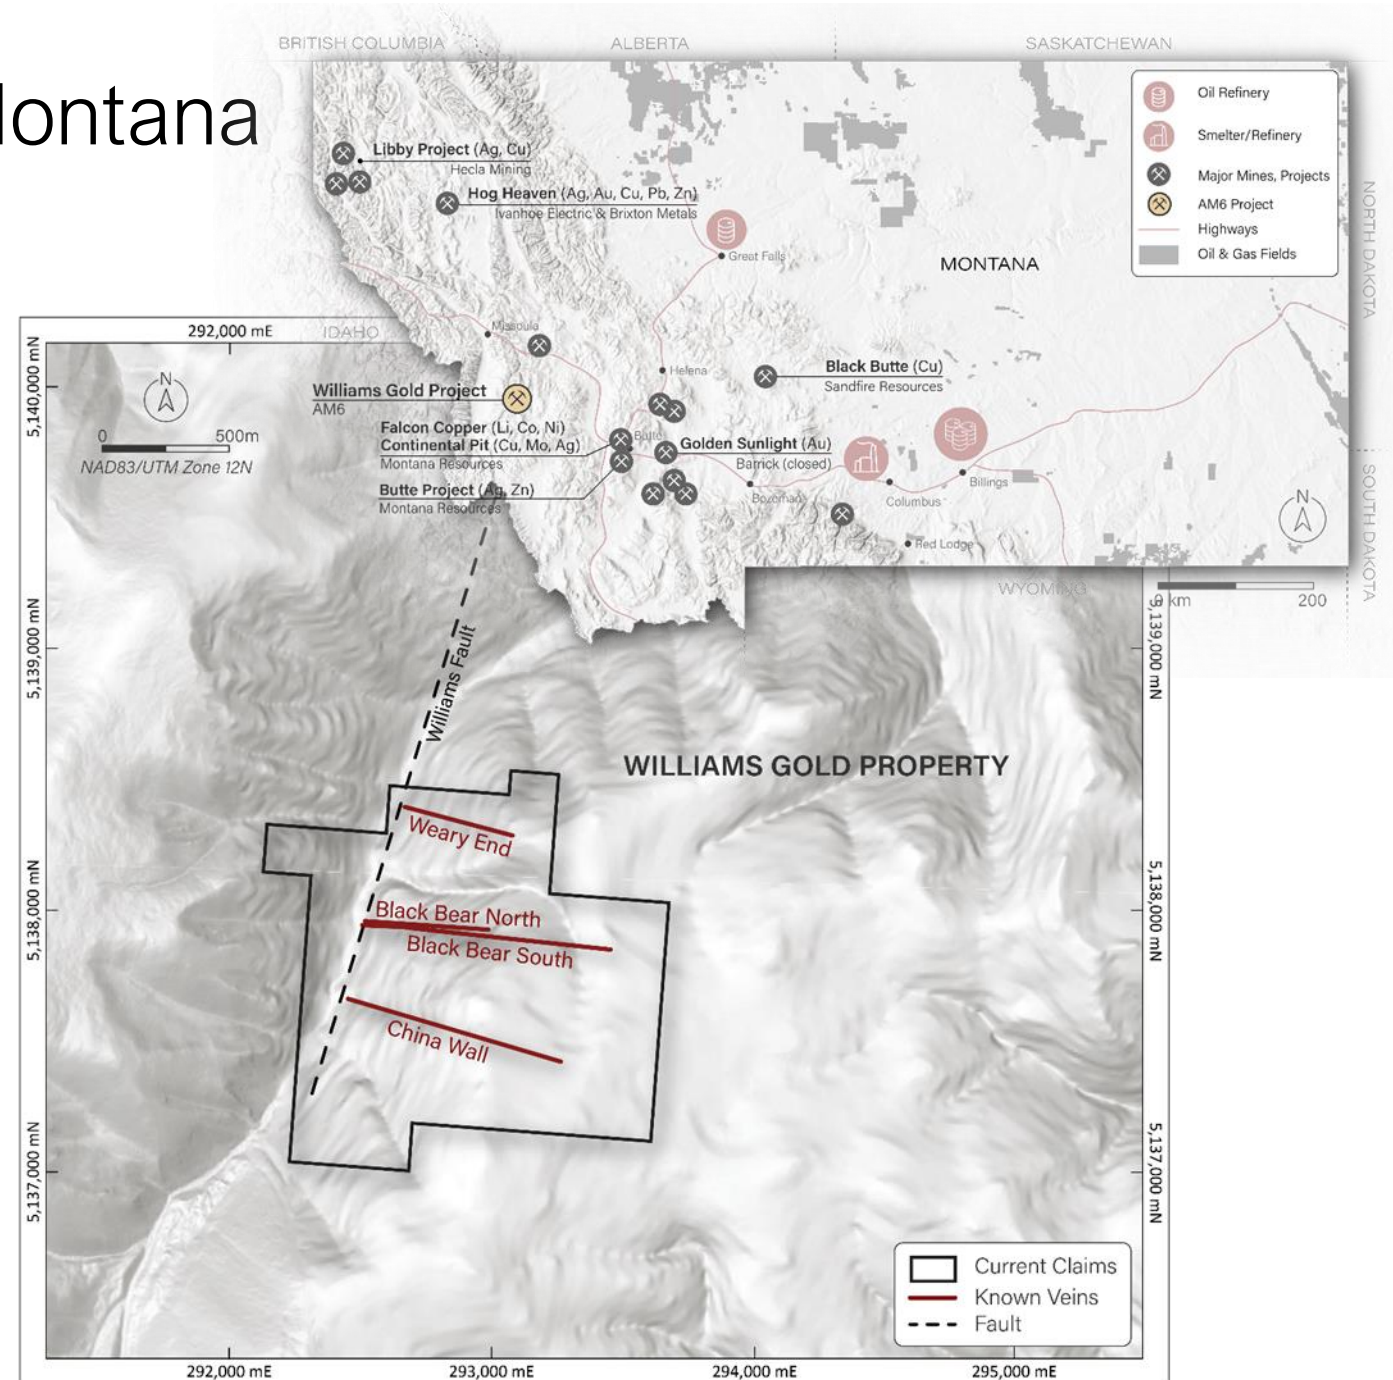 BRITISH COLUMBIA
ALBERTA
SASKATCHEWAN
Montana
Oil Refinery
Smelter/Refinery
Major Mines, Projects
AM6 Project
Highways
Oil & Gas Fields
Libby Project (Ag, Cu)
Hecla Mining
Hog Heaven (Ag, Au, Cu, Pb, Zn)
Ivanhoe Electric & Brixton Metals
Great Falls
MONTANA
NORTH DAKOTA
SOUTH DAKOTA
292,000 mE
IDAHO
Missoula
Helena
Black Butte (Cu)
Sandfire Resources
Williams Gold Project
AM6
Falcon Copper (Li, Co, Ni)
Continental Pit (Cu, Mo, Ag)
Montana Resources
Butte
Golden Sunlight (Au)
Barrick (closed)
Butte Project (Ag, Zn)
Montana Resources
Bozeman
Columbus
Billings
Red Lodge
N
N
0 500m
NAD83/UTM Zone 12N
WYOMING
0 km 200
5,140,000 mN
5,139,000 mN
5,138,000 mN
5,137,000 mN
5,139,000 mN
5,138,000 mN
5,137,000 mN
Williams Fault
WILLIAMS GOLD PROPERTY
Weary End
Black Bear North
Black Bear South
China Wall
Current Claims
Known Veins
Fault
292,000 mE
293,000 mE
294,000 mE
295,000 mE